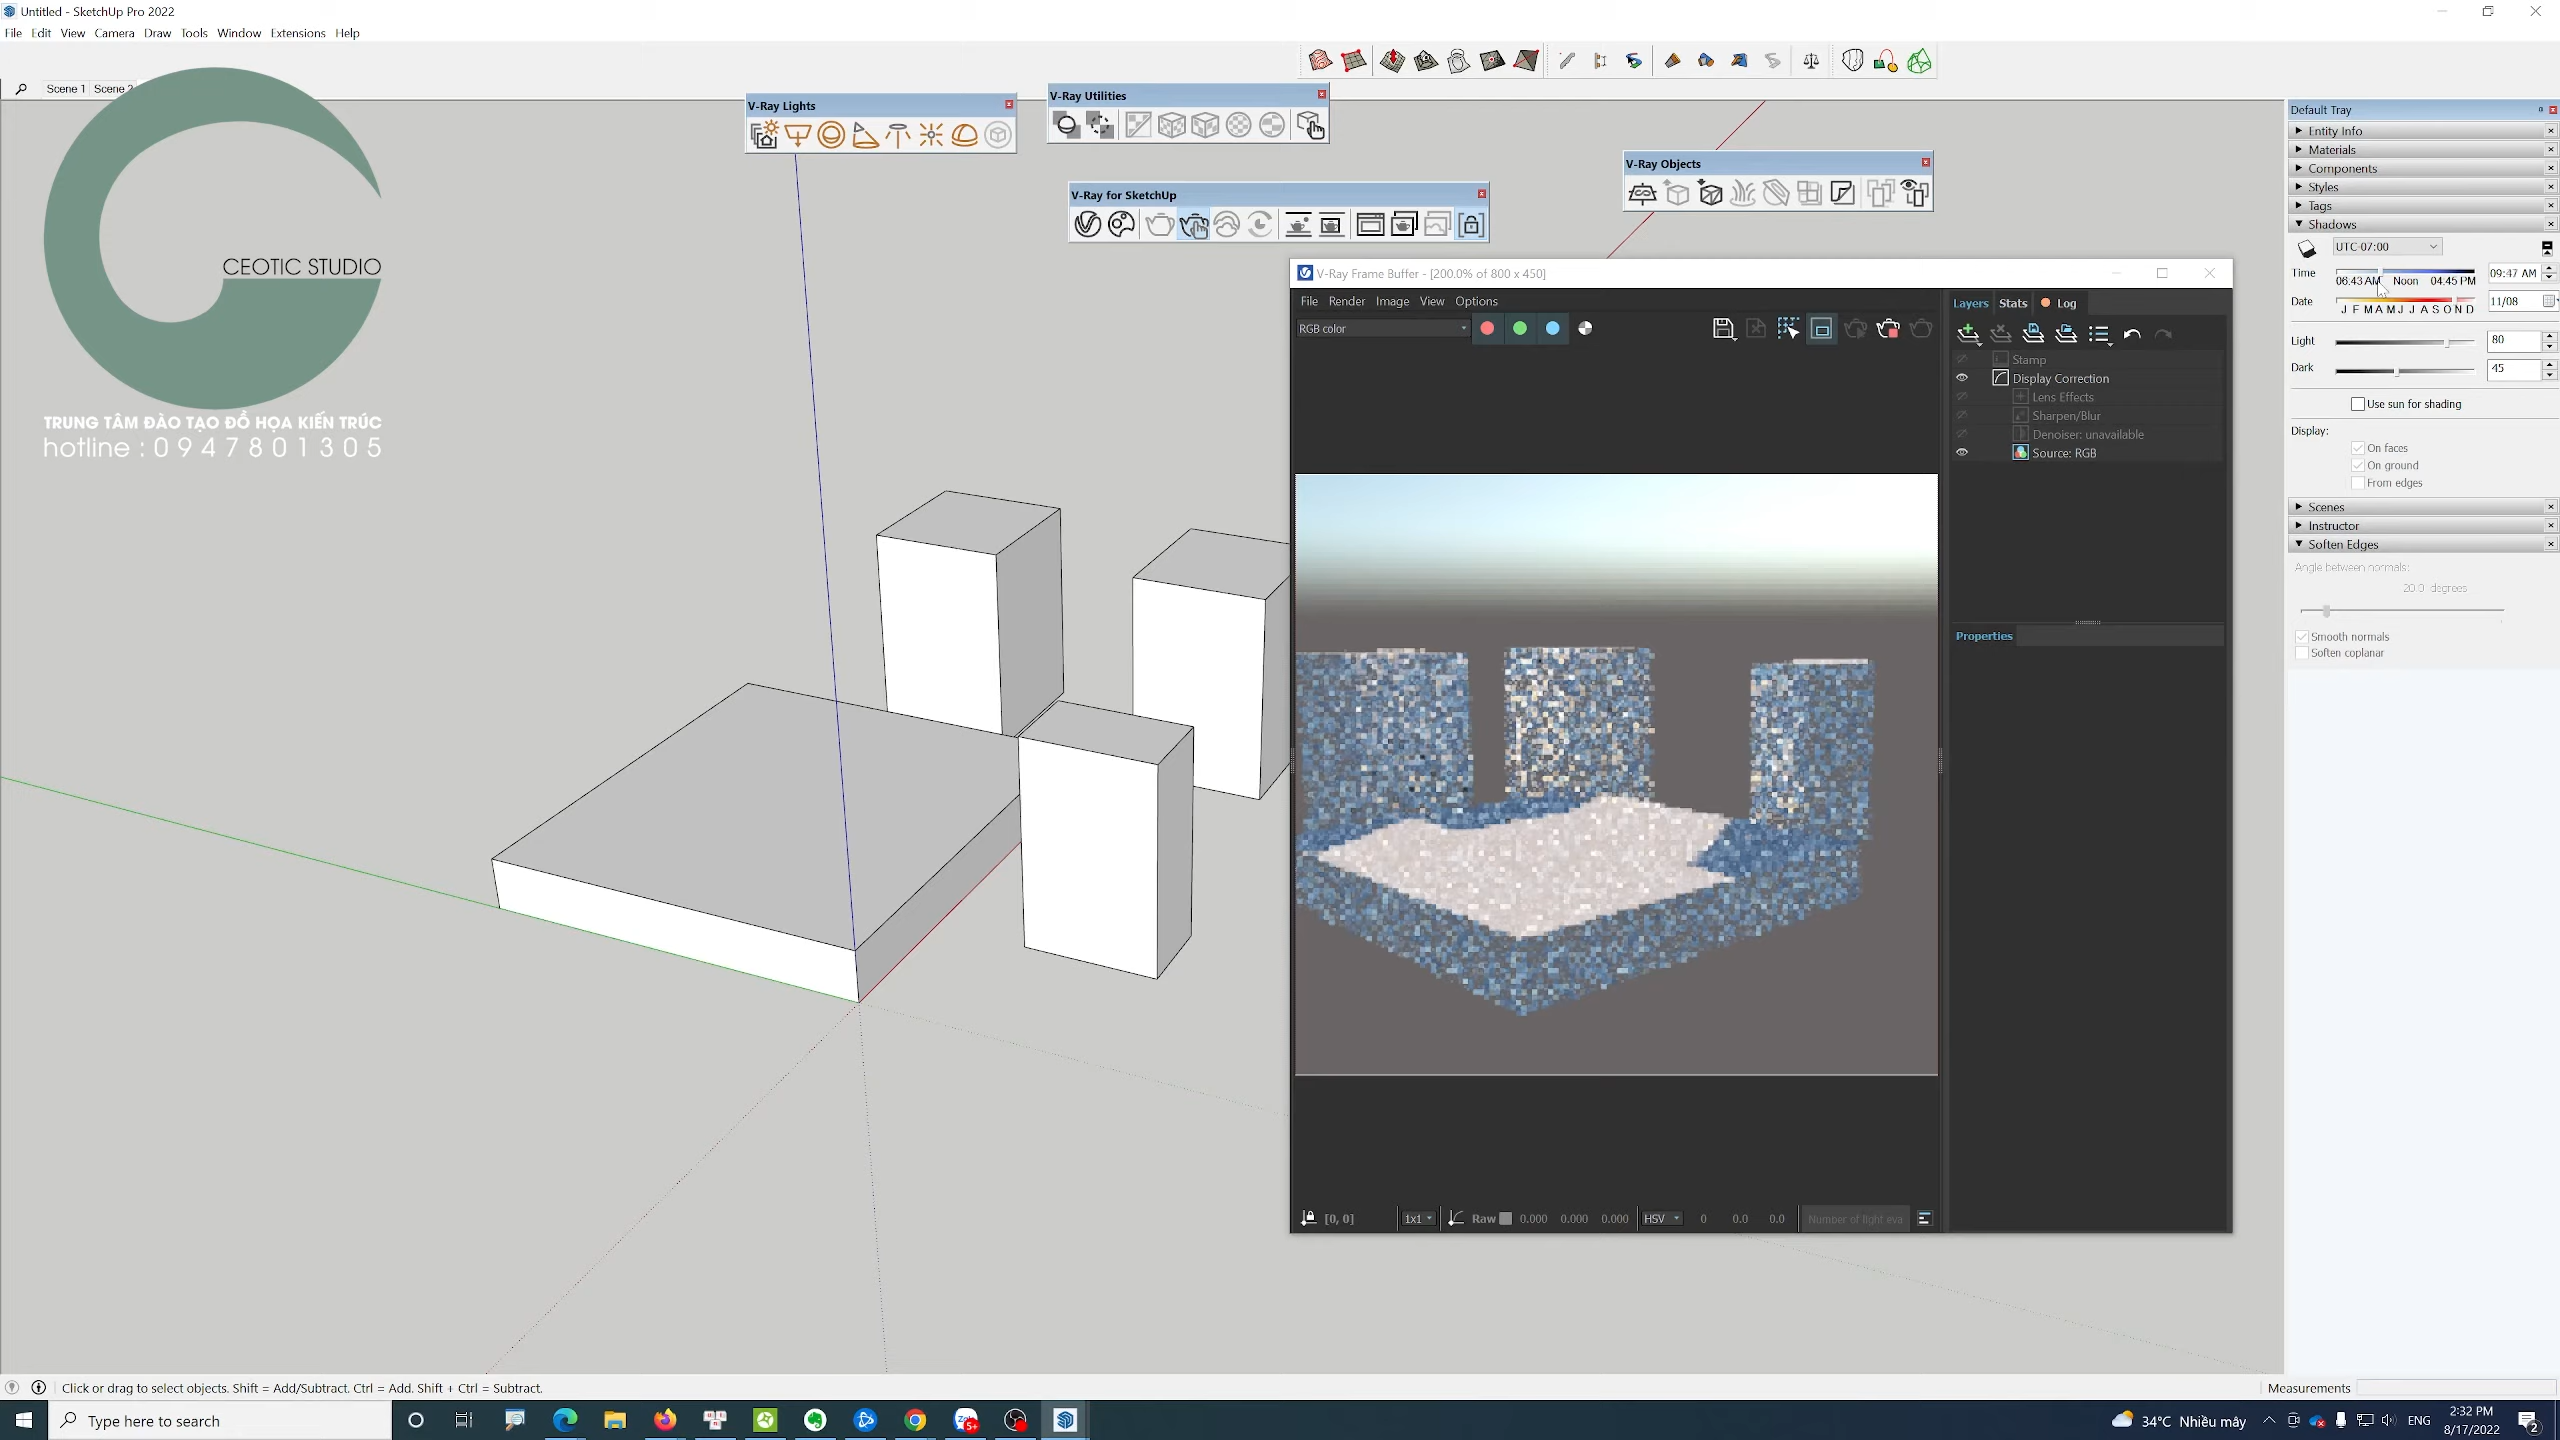 Untitled - SketchUp Pro 2022
File Edit View Camera Draw Tools Window Extensions Help
Scene 1 Scene 2
V-Ray Lights
V-Ray Utilities
V-Ray for SketchUp
V-Ray Objects
CEOTIC STUDIO
TRUNG TÂM ĐÀO TẠO ĐỒ HỌA KIẾN TRÚC
hotline : 0 9 4 7 8 0 1 3 0 5
V-Ray Frame Buffer - [200.0% of 800 x 450]
File Render Image View Options
RGB color
Layers Stats Log
Stamp
Display Correction
Lens Effects
Sharpen/Blur
Denoiser: unavailable
Source: RGB
Properties
[0, 0] 1x1 Raw 0.000 0.000 0.000 HSV 0 0.0 0.0 Number of light eva
Default Tray
Entity Info
Materials
Components
Styles
Tags
Shadows
UTC-07:00
Time 06:43 AM Noon 04:45 PM 09:47 AM
Date J F M A M J J A S O N D 11/08
Light 80
Dark 45
Use sun for shading
Display:
On faces
On ground
From edges
Scenes
Instructor
Soften Edges
Angle between normals:
20.0 degrees
Smooth normals
Soften coplanar
Click or drag to select objects. Shift = Add/Subtract. Ctrl = Add. Shift + Ctrl = Subtract.
Measurements
Type here to search
34°C Nhiều mây
ENG
2:32 PM
8/17/2022
2